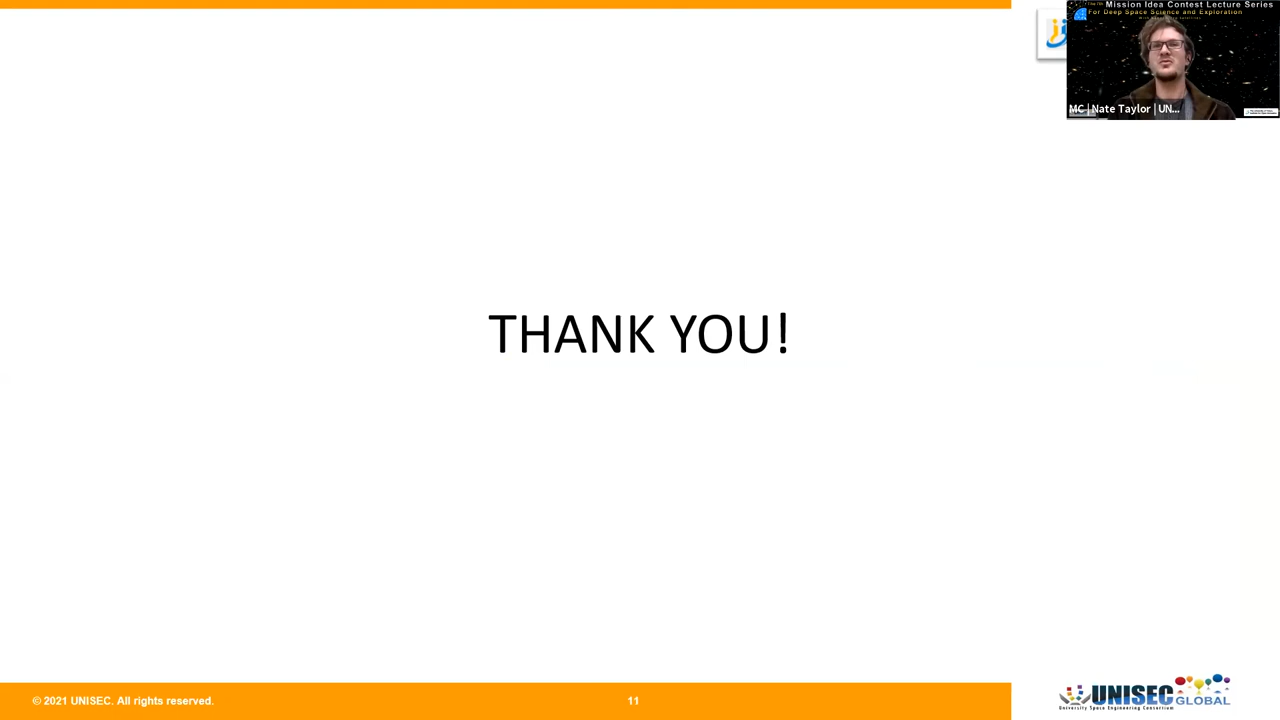 Mission Idea Contest Lecture Series
For Deep Space Science and Exploration
MC | Nate Taylor | UN...
THANK YOU!
© 2021 UNISEC. All rights reserved.
11
UNISEC GLOBAL
University Space Engineering Consortium